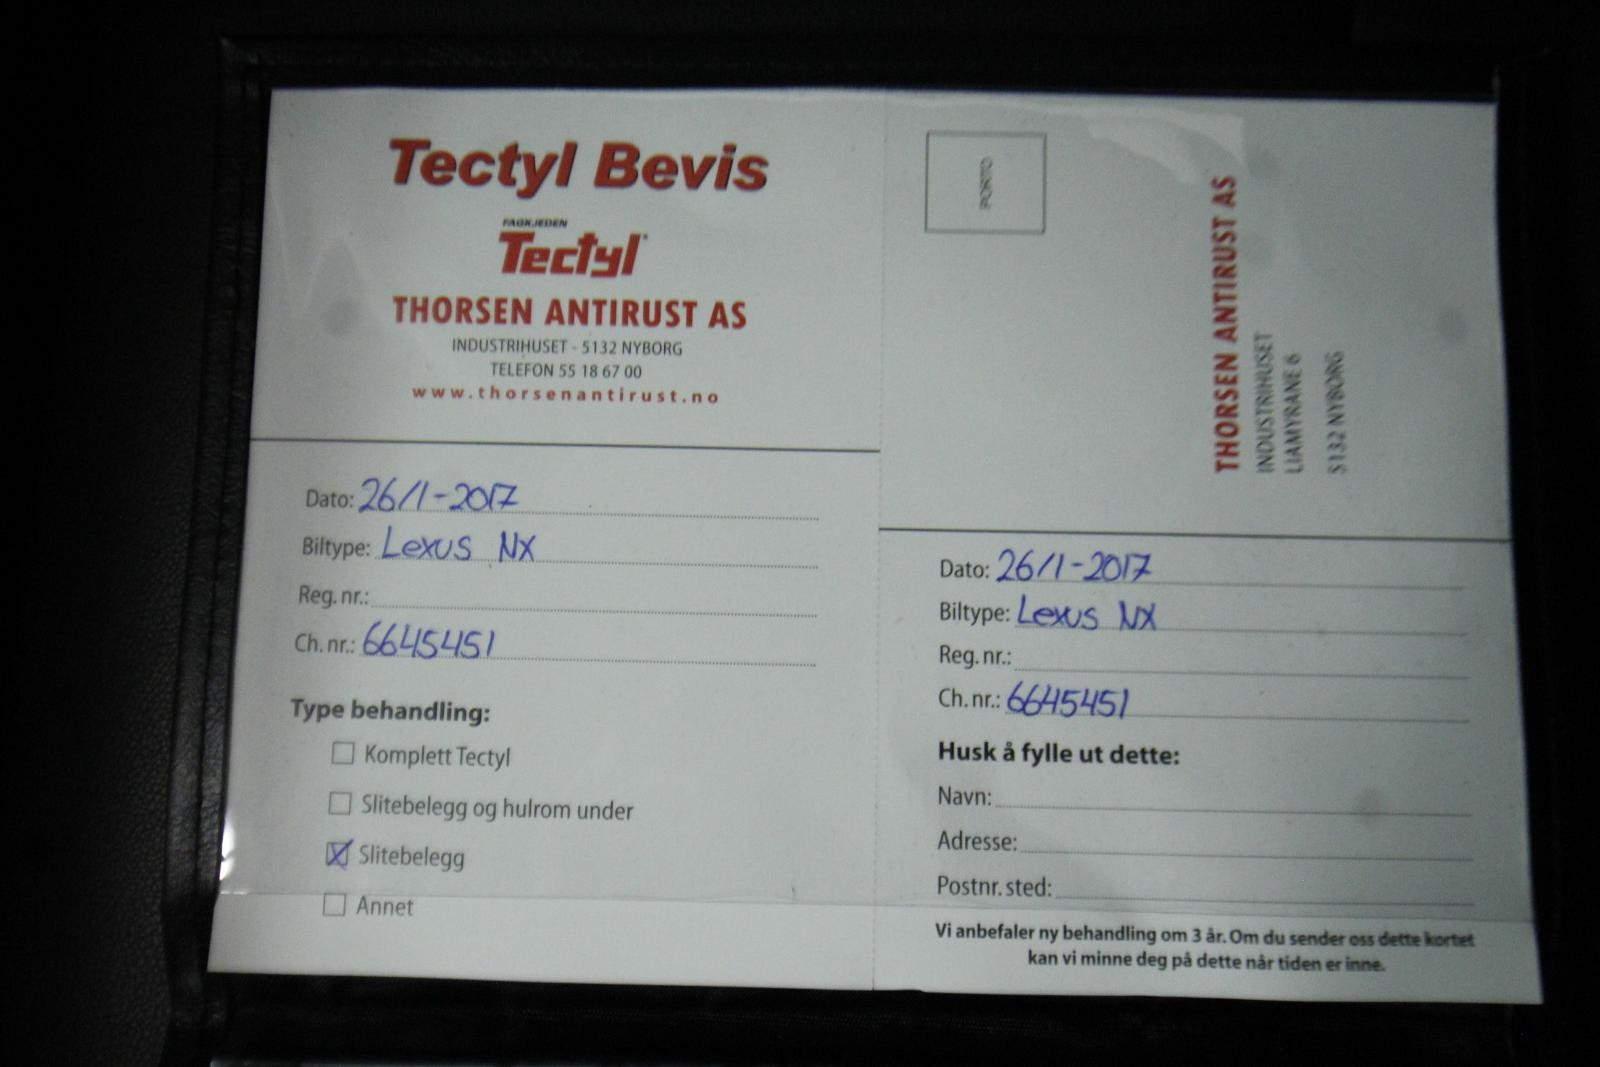 Tectyl Bevis
FAGKJEDEN
Tectyl
THORSEN ANTIRUST AS
INDUSTRIHUSET - 5132 NYBORG
TELEFON 55 18 67 00
www.thorsenantirust.no
Dato: 26/1-2017
Biltype: Lexus NX
Reg. nr.:
Ch. nr.: 6645451
Type behandling:
Komplett Tectyl
Slitebelegg og hulrom under
X Slitebelegg
Annet
PORTO
THORSEN ANTIRUST AS
INDUSTRIHUSET
LIAMYRANE 6
5132 NYBORG
Dato: 26/1-2017
Biltype: Lexus NX
Reg. nr.:
Ch. nr.: 6645451
Husk å fylle ut dette:
Navn:
Adresse:
Postnr. sted:
Vi anbefaler ny behandling om 3 år. Om du sender oss dette kortet
kan vi minne deg på dette når tiden er inne.